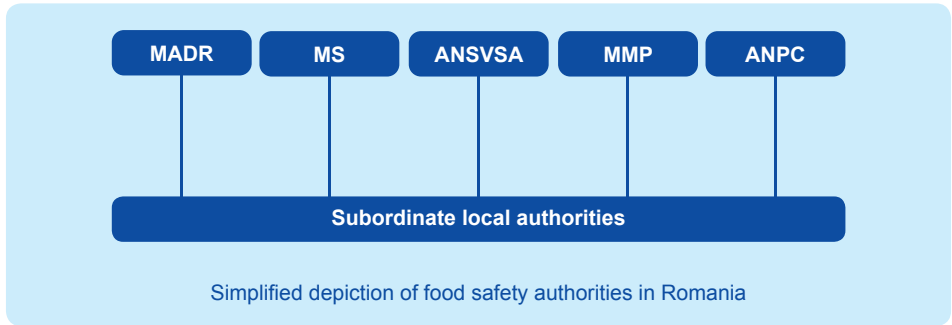 MADR MS ANSVSA MMP ANPC
Subordinate local authorities
Simplified depiction of food safety authorities in Romania